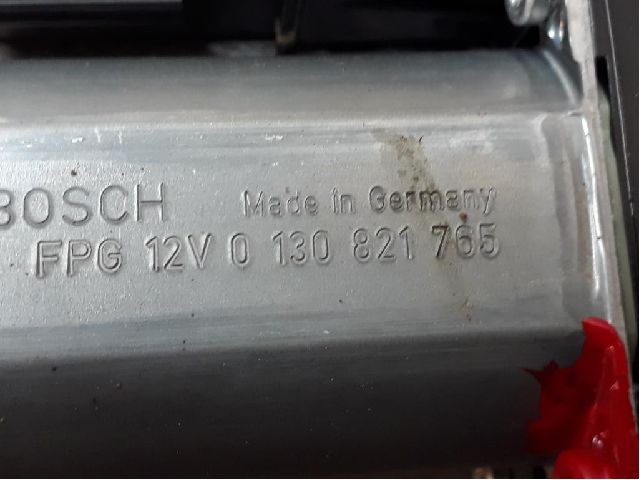 BOSCH Made in Germany
FPG 12V 0 130 821 765